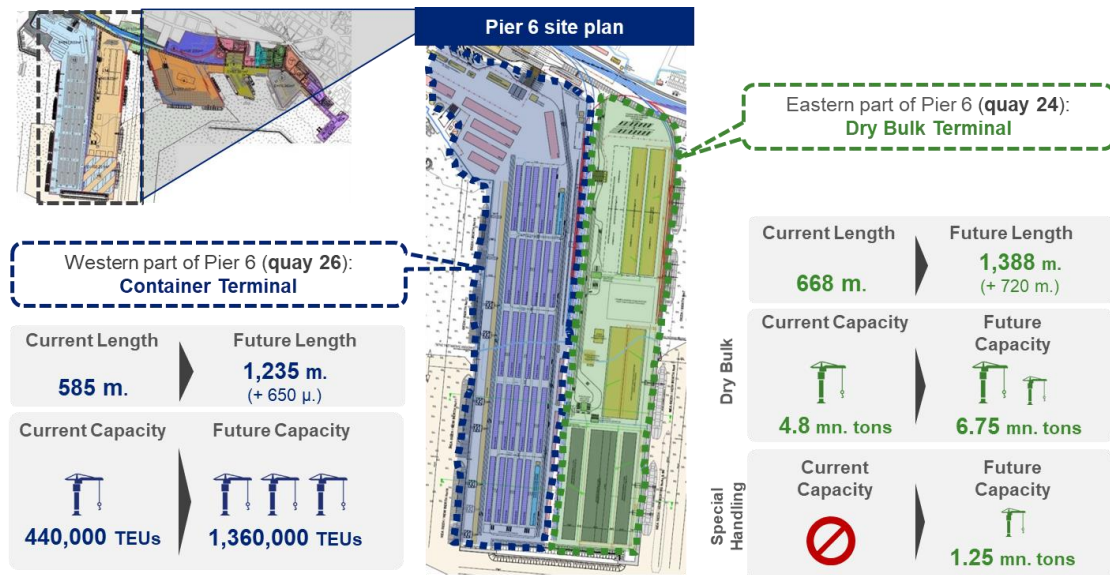 Pier 6 site plan
Eastern part of Pier 6 (quay 24):
Dry Bulk Terminal
Western part of Pier 6 (quay 26):
Container Terminal
Current Length
Future Length
585 m.
1,235 m.
(+ 650 μ.)
Current Capacity
Future Capacity
440,000 TEUs
1,360,000 TEUs
Current Length
Future Length
668 m.
1,388 m.
(+ 720 m.)
Dry Bulk
Current Capacity
Future
Capacity
4.8 mn. tons
6.75 mn. tons
Special
Handling
Current
Capacity
Future
Capacity
1.25 mn. tons